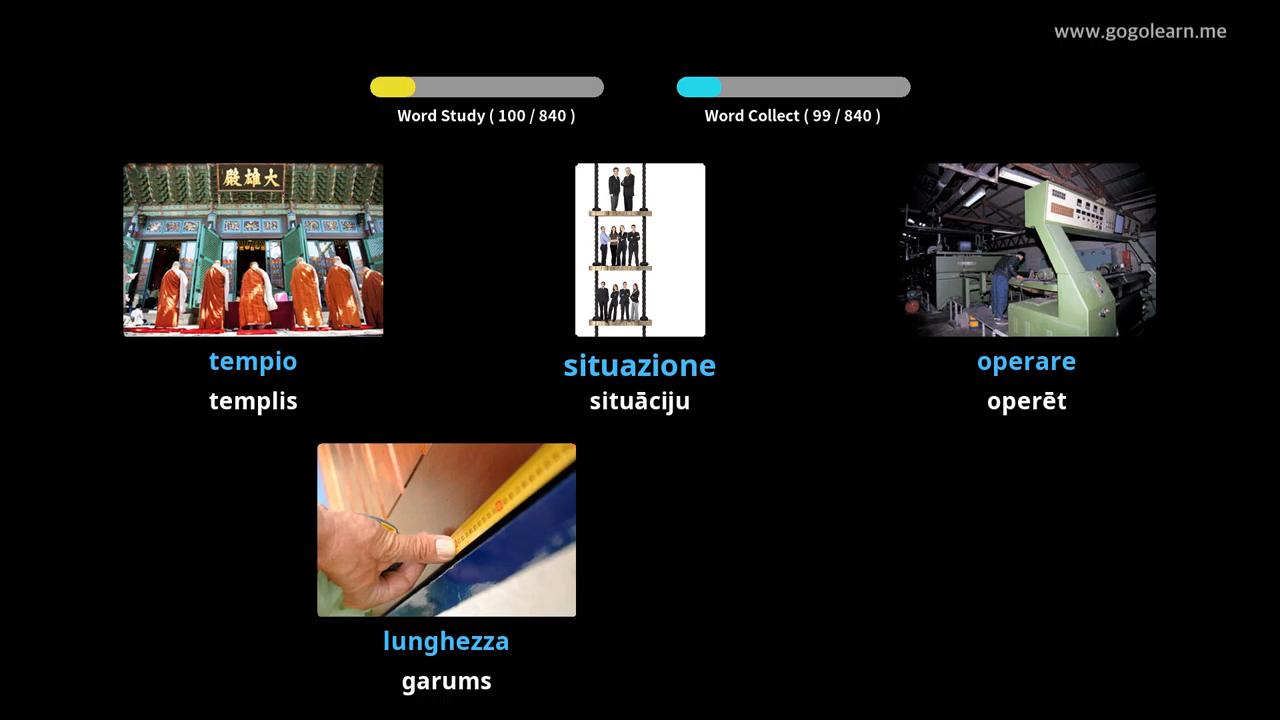 www.gogolearn.me
Word Study ( 100 / 840 )
Word Collect ( 99 / 840 )
大雄殿
tempio
situazione
operare
templis
situāciju
operēt
lunghezza
garums